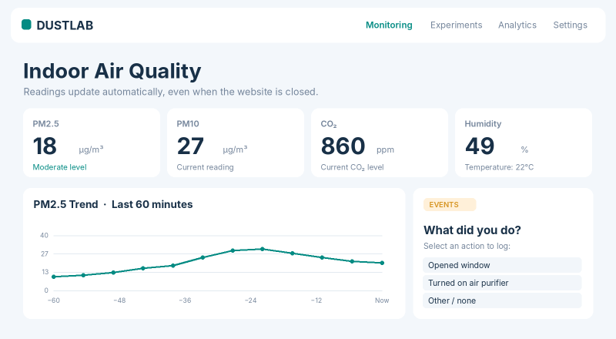 DUSTLAB
Monitoring Experiments Analytics Settings
Indoor Air Quality
Readings update automatically, even when the website is closed.
PM2.5
18 µg/m³
Moderate level
PM10
27 µg/m³
Current reading
CO₂
860 ppm
Current CO₂ level
Humidity
49 %
Temperature: 22°C
PM2.5 Trend · Last 60 minutes
40
27
13
0
−60 −48 −36 −24 −12 Now
EVENTS
What did you do?
Select an action to log:
Opened window
Turned on air purifier
Other / none